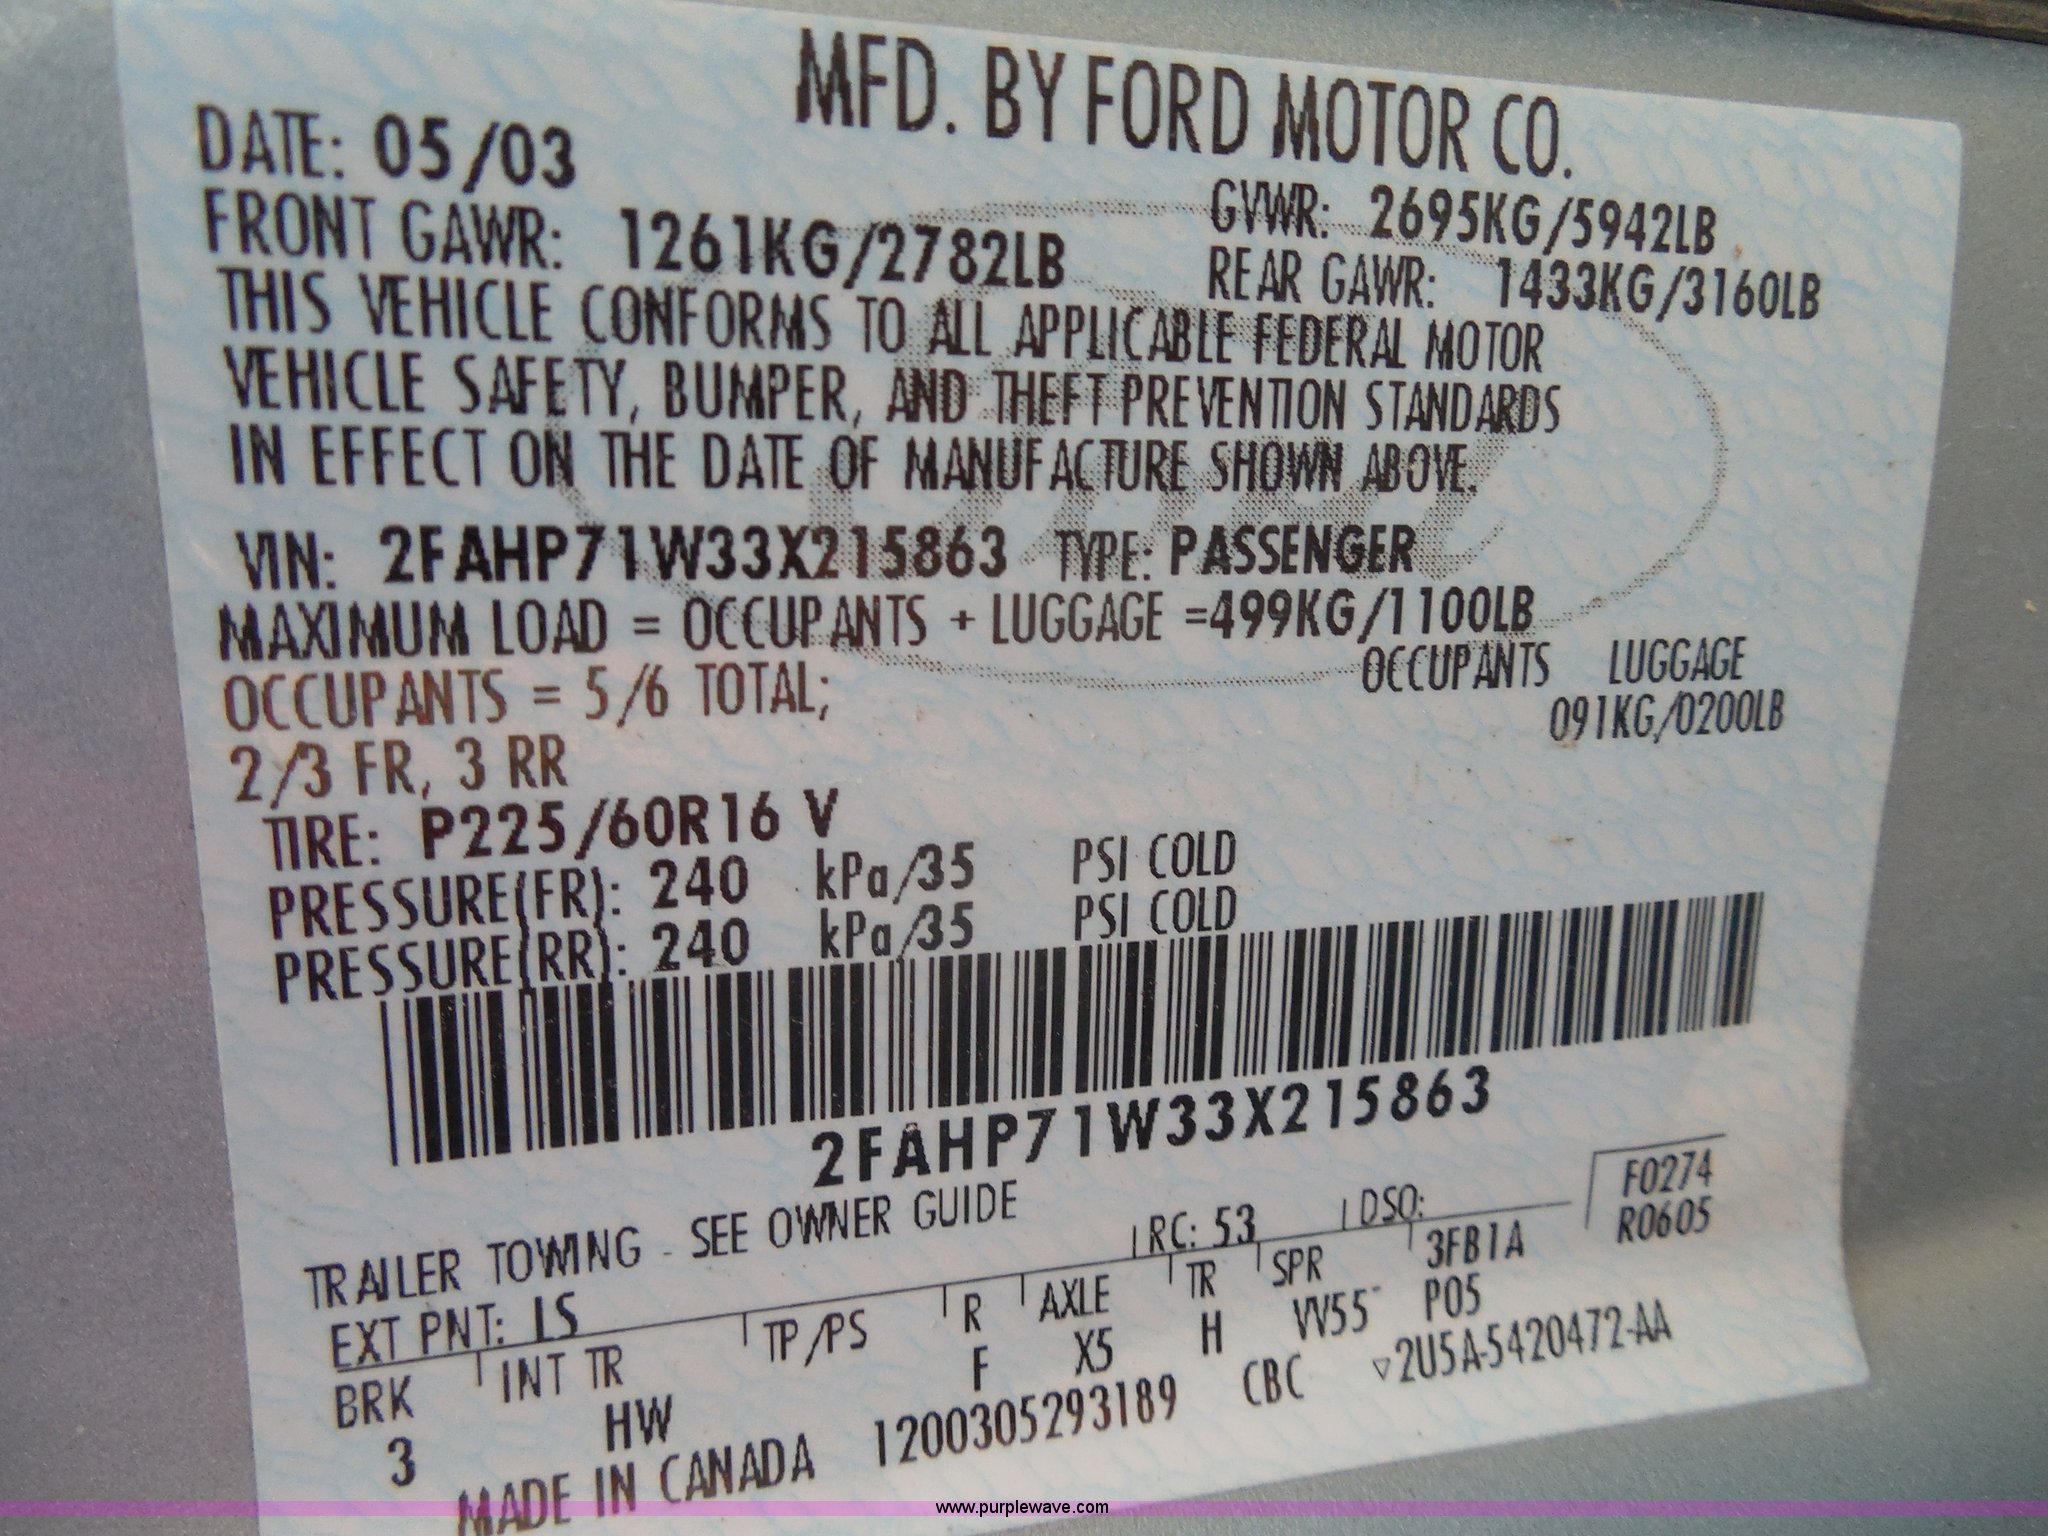 MFD. BY FORD MOTOR CO.
DATE: 05/03
GVWR: 2695KG/5942LB
FRONT GAWR: 1261KG/2782LB
REAR GAWR: 1433KG/3160LB
THIS VEHICLE CONFORMS TO ALL APPLICABLE FEDERAL MOTOR
VEHICLE SAFETY, BUMPER, AND THEFT PREVENTION STANDARDS
IN EFFECT ON THE DATE OF MANUFACTURE SHOWN ABOVE.
VIN: 2FAHP71W33X215863 TYPE: PASSENGER
MAXIMUM LOAD = OCCUPANTS + LUGGAGE =499KG/1100LB
OCCUPANTS LUGGAGE
OCCUPANTS = 5/6 TOTAL; 091KG/0200LB
2/3 FR, 3 RR
TIRE: P225/60R16 V
PRESSURE(FR): 240 kPa/35 PSI COLD
PRESSURE(RR): 240 kPa/35 PSI COLD
2FAHP71W33X215863
TRAILER TOWING - SEE OWNER GUIDE
F0274
R0605
EXT PNT: LS RC: 53 DSO:
BRK INT TR TP/PS R AXLE TR SPR 3FB1A
3 HW F X5 H VV55 P05
MADE IN CANADA 1200305293189 CBC ▽2U5A-5420472-AA
www.purplewave.com